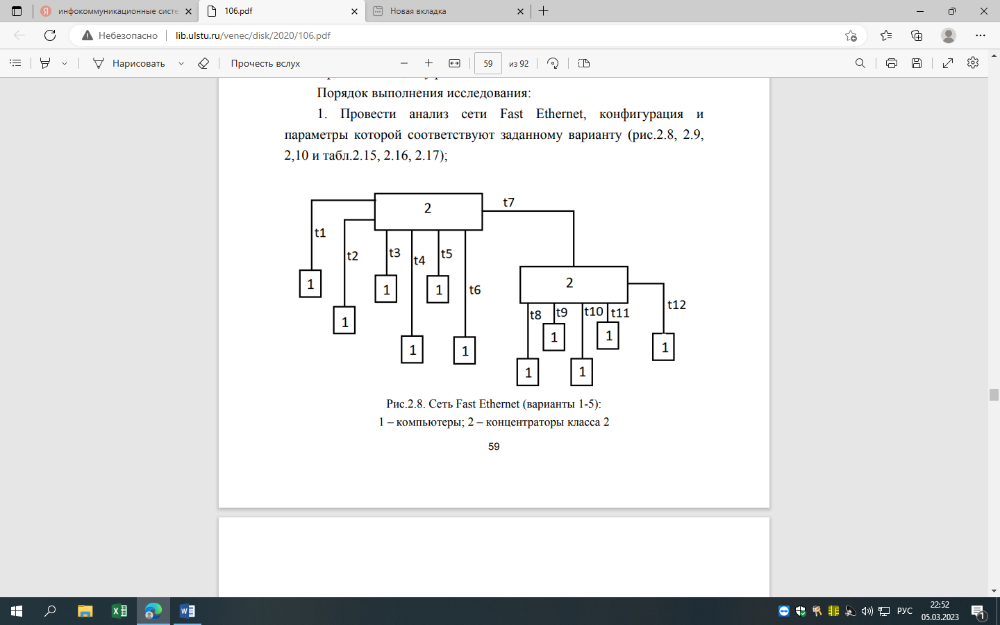 инфокоммуникационные сист
106.pdf
Новая вкладка
Небезопасно
lib.ulstu.ru/venec/disk/2020/106.pdf
Нарисовать
Прочесть вслух
59
из 92
Порядок выполнения исследования:
1. Провести анализ сети Fast Ethernet, конфигурация и
параметры которой соответствуют заданному варианту (рис.2.8, 2.9,
2,10 и табл.2.15, 2.16, 2.17);
2
t7
t1
t2
t3
t4
t5
t6
1
1
1
1
1
1
2
t8
t9
t10
t11
t12
1
1
1
1
1
Рис.2.8. Сеть Fast Ethernet (варианты 1-5):
1 – компьютеры; 2 – концентраторы класса 2
59
РУС
22:52
05.03.2023
1